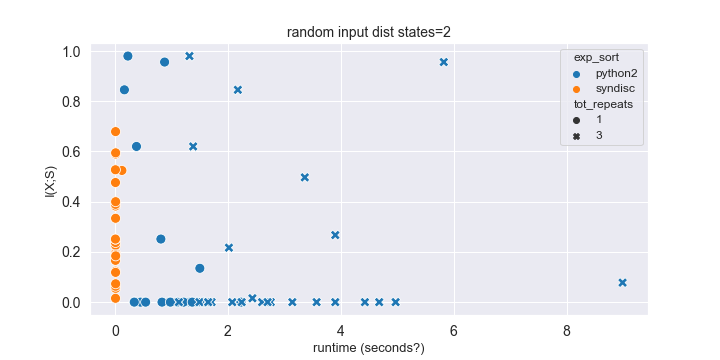 random input dist states=2
1.0
0.8
0.6
0.4
0.2
0.0
I(X;S)
exp_sort
python2
syndisc
tot_repeats
1
3
0
2
4
6
8
runtime (seconds?)